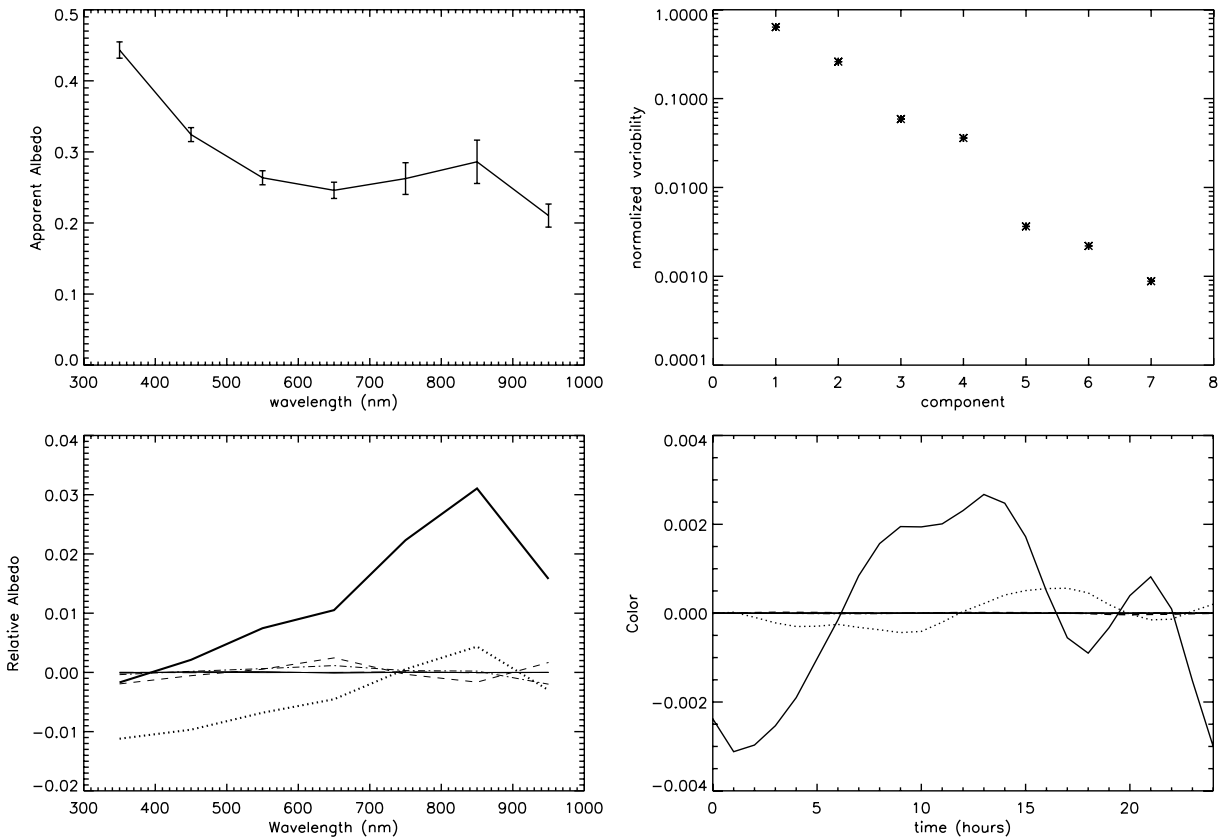 0.5
0.4
0.3
0.2
0.1
0.0
Apparent Albedo
300 400 500 600 700 800 900 1000
wavelength (nm)
1.0000
0.1000
0.0100
0.0010
0.0001
normalized variability
0 1 2 3 4 5 6 7 8
component
0.04
0.03
0.02
0.01
0.00
−0.01
−0.02
Relative Albedo
300 400 500 600 700 800 900 1000
Wavelength (nm)
0.004
0.002
0.000
−0.002
−0.004
Color
0 5 10 15 20
time (hours)